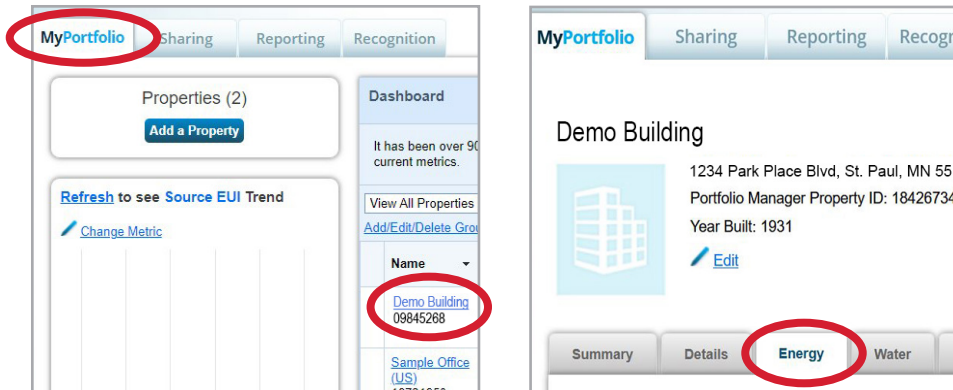 MyPortfolio Sharing Reporting Recognition
Properties (2)
Add a Property
Refresh to see Source EUI Trend
Change Metric
Dashboard
It has been over 90
current metrics.
View All Properties
Add/Edit/Delete Grou
Name
Demo Building
09845268
Sample Office
(US)
MyPortfolio Sharing Reporting Recogn
Demo Building
1234 Park Place Blvd, St. Paul, MN 55
Portfolio Manager Property ID: 18426734
Year Built: 1931
Edit
Summary Details Energy Water